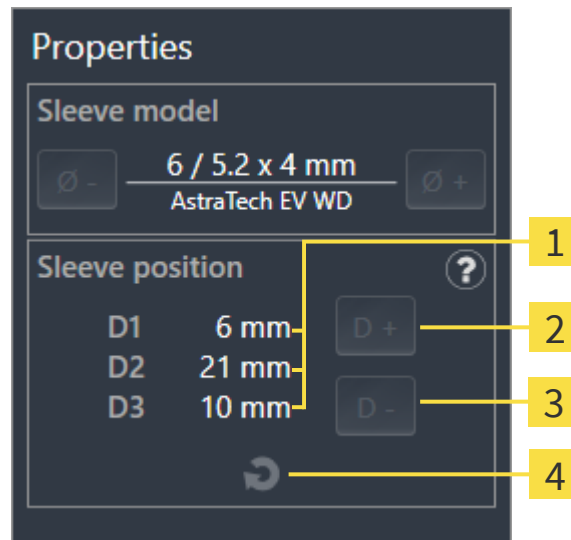 Properties
Sleeve model
Ø -
6 / 5.2 x 4 mm
Ø +
AstraTech EV WD
Sleeve position
?
1
D1 6 mm
D +
2
D2 21 mm
D3 10 mm
D -
3
4